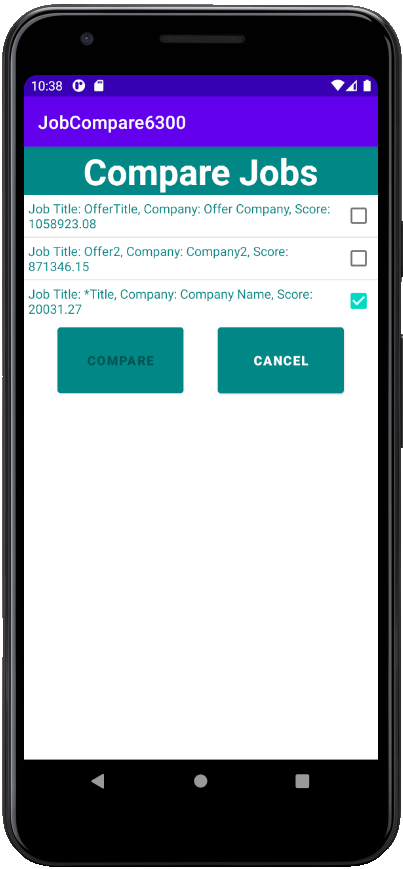 10:38
JobCompare6300
Compare Jobs
Job Title: OfferTitle, Company: Offer Company, Score:
1058923.08
Job Title: Offer2, Company: Company2, Score:
871346.15
Job Title: *Title, Company: Company Name, Score:
20031.27
COMPARE
CANCEL